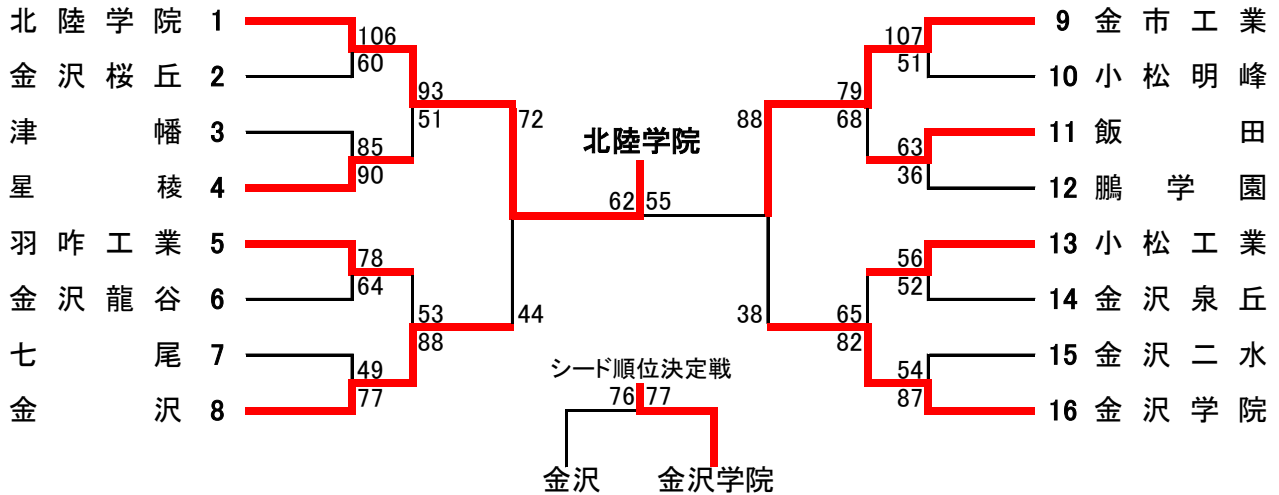 北陸学院 1
106
60
金沢桜丘 2
93
51
津幡 3
85
90
星稜 4
72
羽咋工業 5
78
64
金沢龍谷 6
53
88
七尾 7
49
77
金沢 8
44
北陸学院
62 55
9 金市工業
107
51
10 小松明峰
79
68
11 飯田
63
36
12 鵬学園
88
13 小松工業
56
52
14 金沢泉丘
65
82
15 金沢二水
54
87
16 金沢学院
38
シード順位決定戦
76 77
金沢 金沢学院